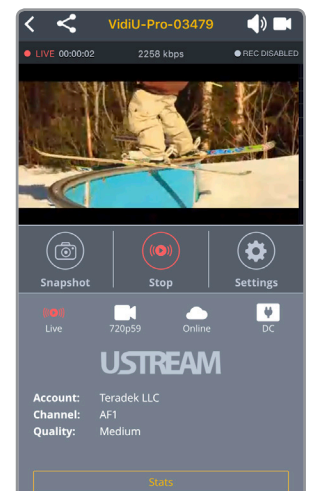 VidiU-Pro-03479
LIVE 00:00:02 2258 kbps REC DISABLED
Snapshot Stop Settings
Live 720p59 Online DC
USTREAM
Account: Teradek LLC
Channel: AF1
Quality: Medium
Stats